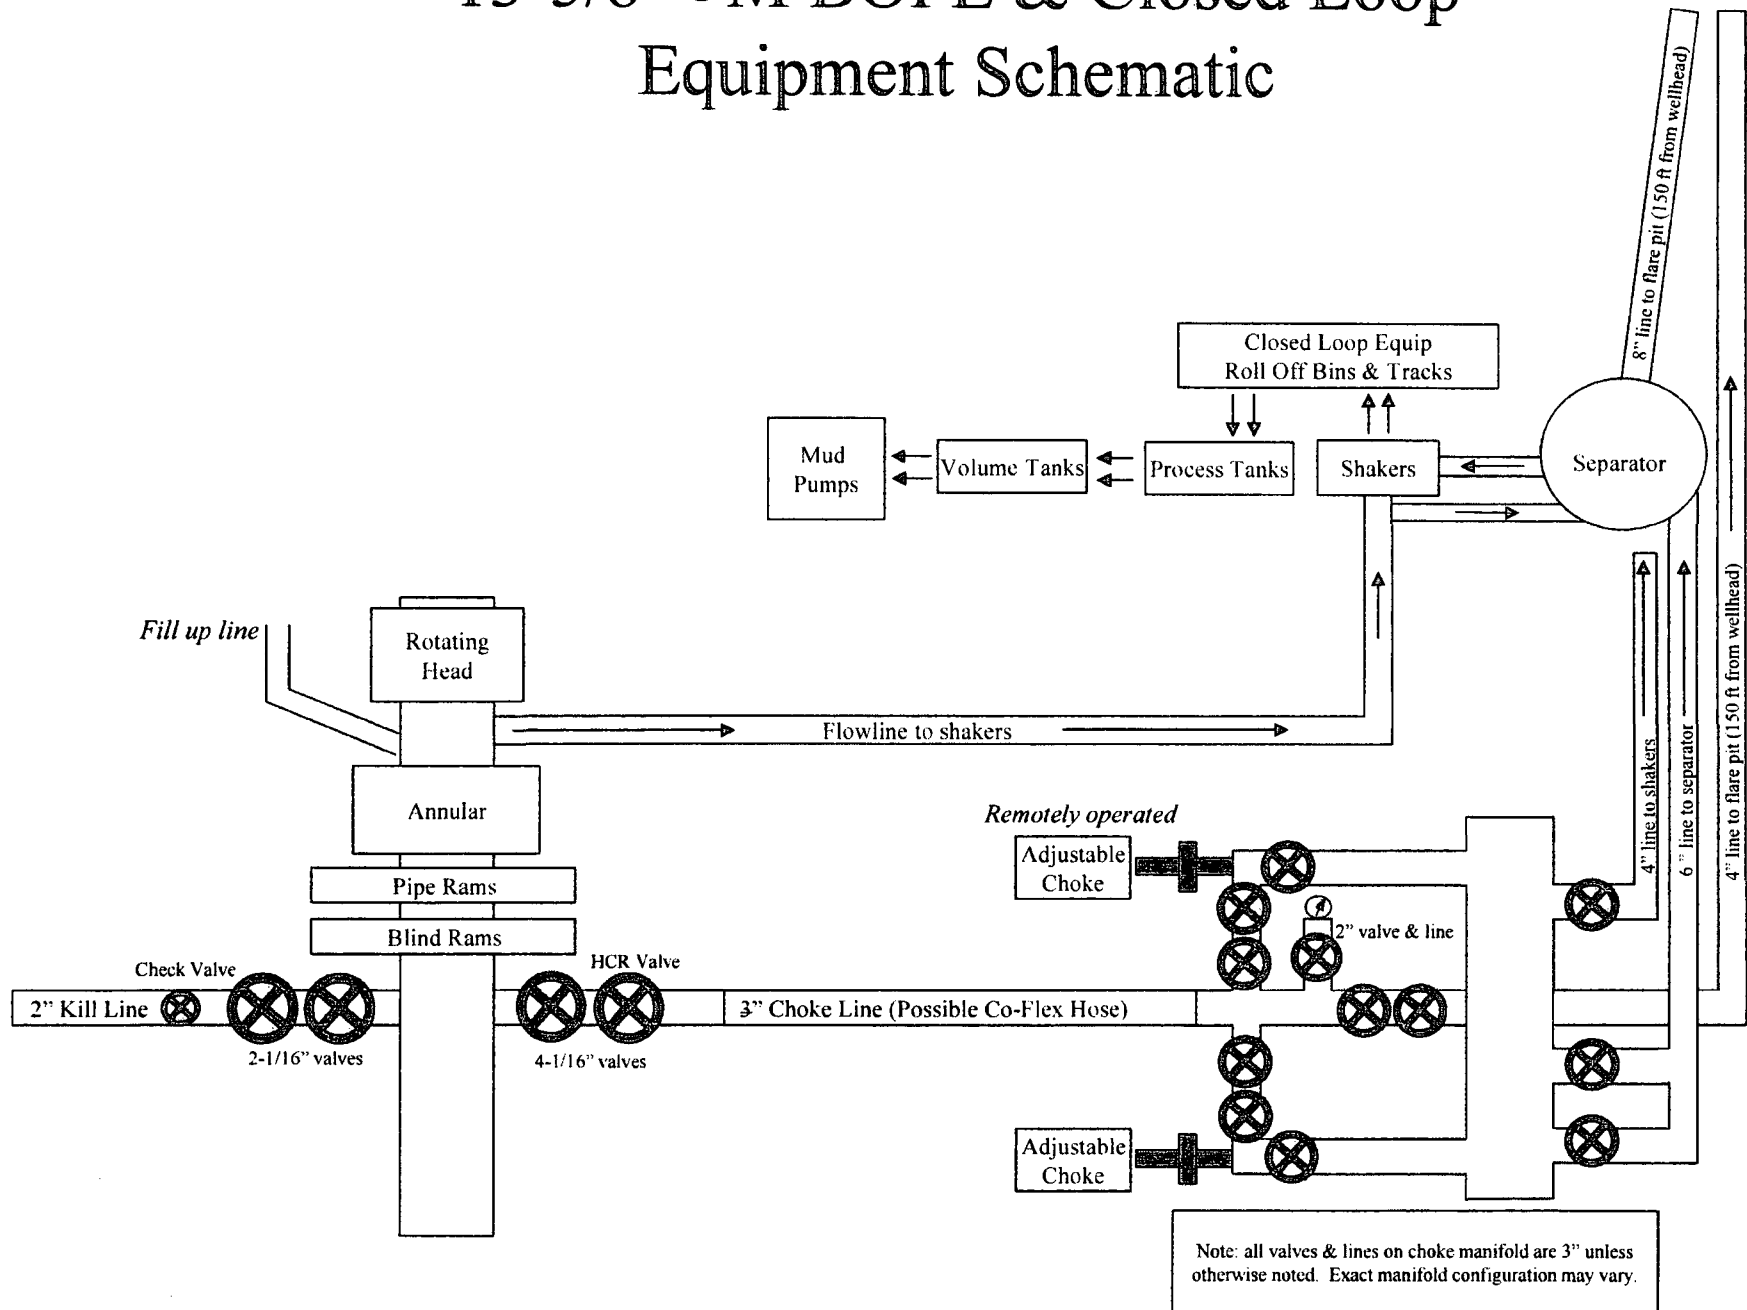 Equipment Schematic
8" line to flare pit (150 ft from wellhead)
Closed Loop Equip
Roll Off Bins & Tracks
Mud
Pumps
Volume Tanks
Process Tanks
Shakers
Separator
Fill up line
Rotating
Head
Flowline to shakers
Annular
Pipe Rams
Blind Rams
Remotely operated
Adjustable
Choke
4" line to shakers
6" line to separator
4" line to flare pit (150 ft from wellhead)
2" valve & line
Check Valve
HCR Valve
2" Kill Line
3" Choke Line (Possible Co-Flex Hose)
2-1/16" valves
4-1/16" valves
Adjustable
Choke
Note: all valves & lines on choke manifold are 3" unless
otherwise noted. Exact manifold configuration may vary.